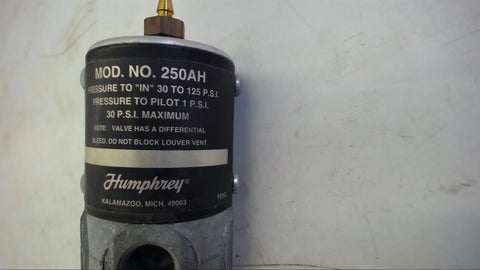 MOD. NO. 250AH
PRESSURE TO "IN" 30 TO 125 P.S.I.
PRESSURE TO PILOT 1 P.S.I.
30 P.S.I. MAXIMUM
NOTE: VALVE HAS A DIFFERENTIAL
BLEED. DO NOT BLOCK LOUVER VENT.
Humphrey®
KALAMAZOO, MICH. 49003